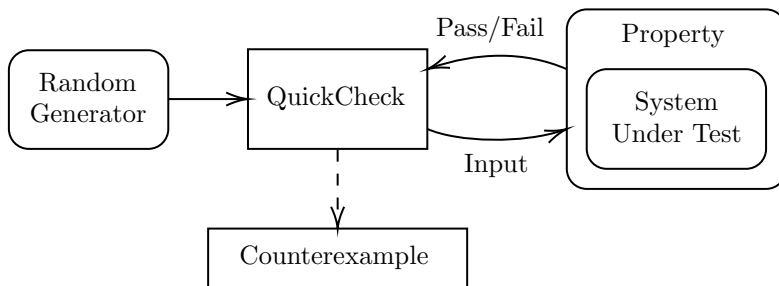 Pass/Fail
Property
Random
Generator
QuickCheck
System
Under Test
Input
Counterexample